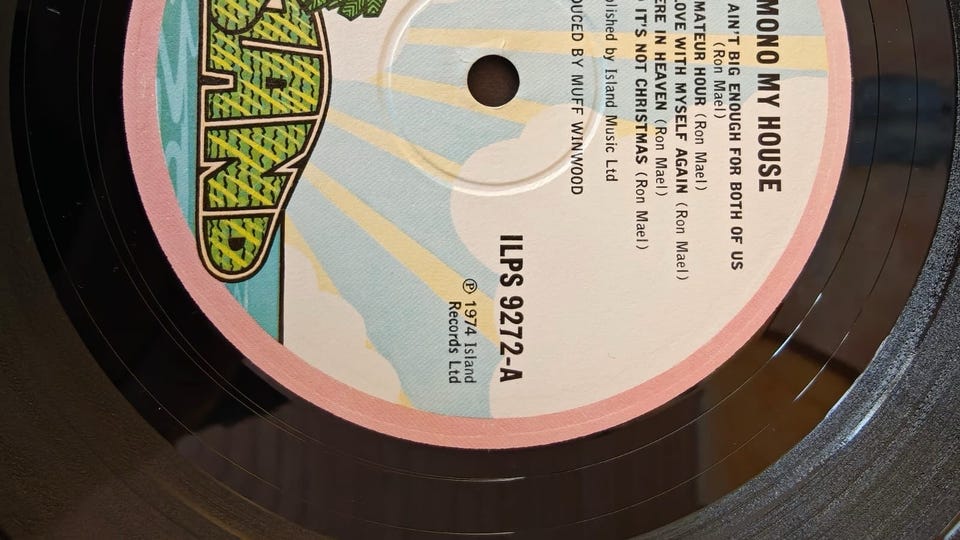 MONO MY HOUSE
AIN'T BIG ENOUGH FOR BOTH OF US
(Ron Mael)
MATEUR HOUR (Ron Mael)
LOVE WITH MYSELF AGAIN (Ron Mael)
ERE IN HEAVEN (Ron Mael)
IT'S NOT CHRISTMAS (Ron Mael)
blished by Island Music Ltd
DUCED BY MUFF WINWOOD
ILPS 9272-A
℗ 1974 Island
Records Ltd
LAND